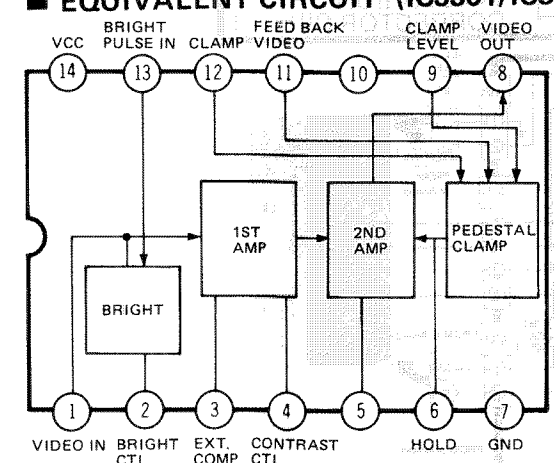 ■ EQUIVALENT CIRCUIT
BRIGHT
PULSE IN
FEED BACK
VIDEO
CLAMP
LEVEL
VIDEO
OUT
VCC
CLAMP
14
13
12
11
10
9
8
1ST
AMP
2ND
AMP
PEDESTAL
CLAMP
BRIGHT
1
2
3
4
5
6
7
VIDEO IN
BRIGHT
CTL
EXT.
COMP
CONTRAST
CTL
HOLD
GND